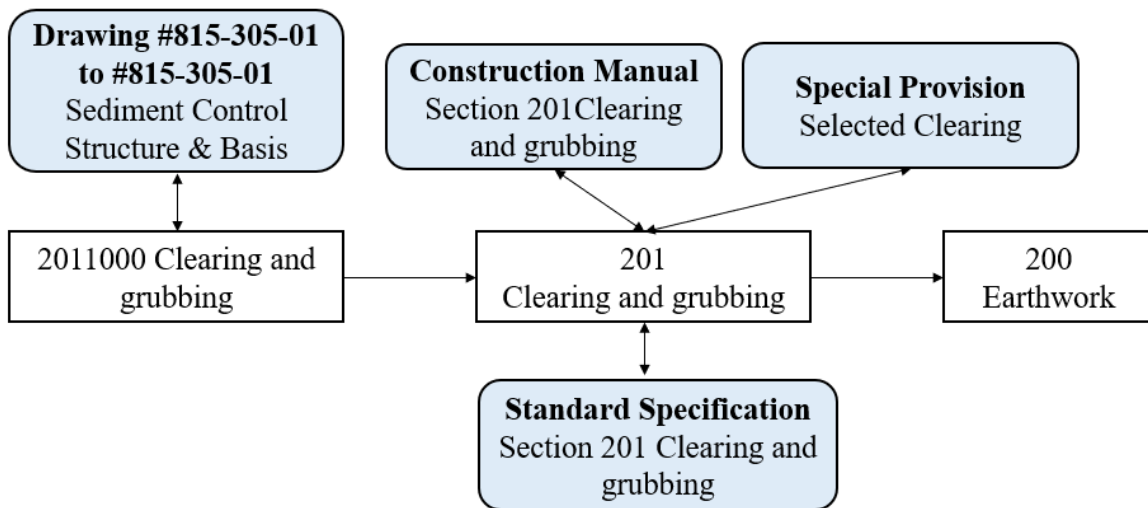 Drawing #815-305-01
to #815-305-01
Sediment Control
Structure & Basis
Construction Manual
Section 201Clearing
and grubbing
Special Provision
Selected Clearing
2011000 Clearing and
grubbing
201
Clearing and grubbing
200
Earthwork
Standard Specification
Section 201 Clearing and
grubbing